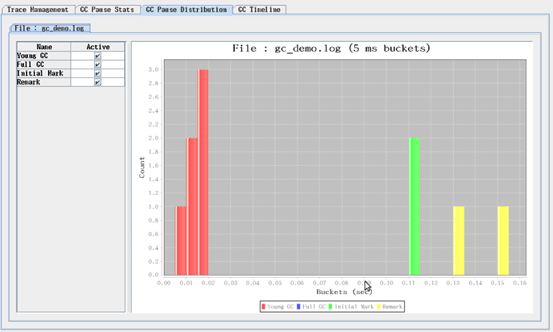 Trace Management GC Pause Stats GC Pause Distribution GC Timeline
File : gc_demo.log
Name Active
Young GC
Full GC
Initial Mark
Remark
File : gc_demo.log (5 ms buckets)
Count
3.0
2.8
2.6
2.4
2.2
2.0
1.8
1.6
1.4
1.2
1.0
0.8
0.6
0.4
0.2
0.0
0.00 0.01 0.02 0.03 0.04 0.05 0.06 0.07 0.08 0.09 0.10 0.11 0.12 0.13 0.14 0.15 0.16
Buckets (sec)
Young GC Full GC Initial Mark Remark